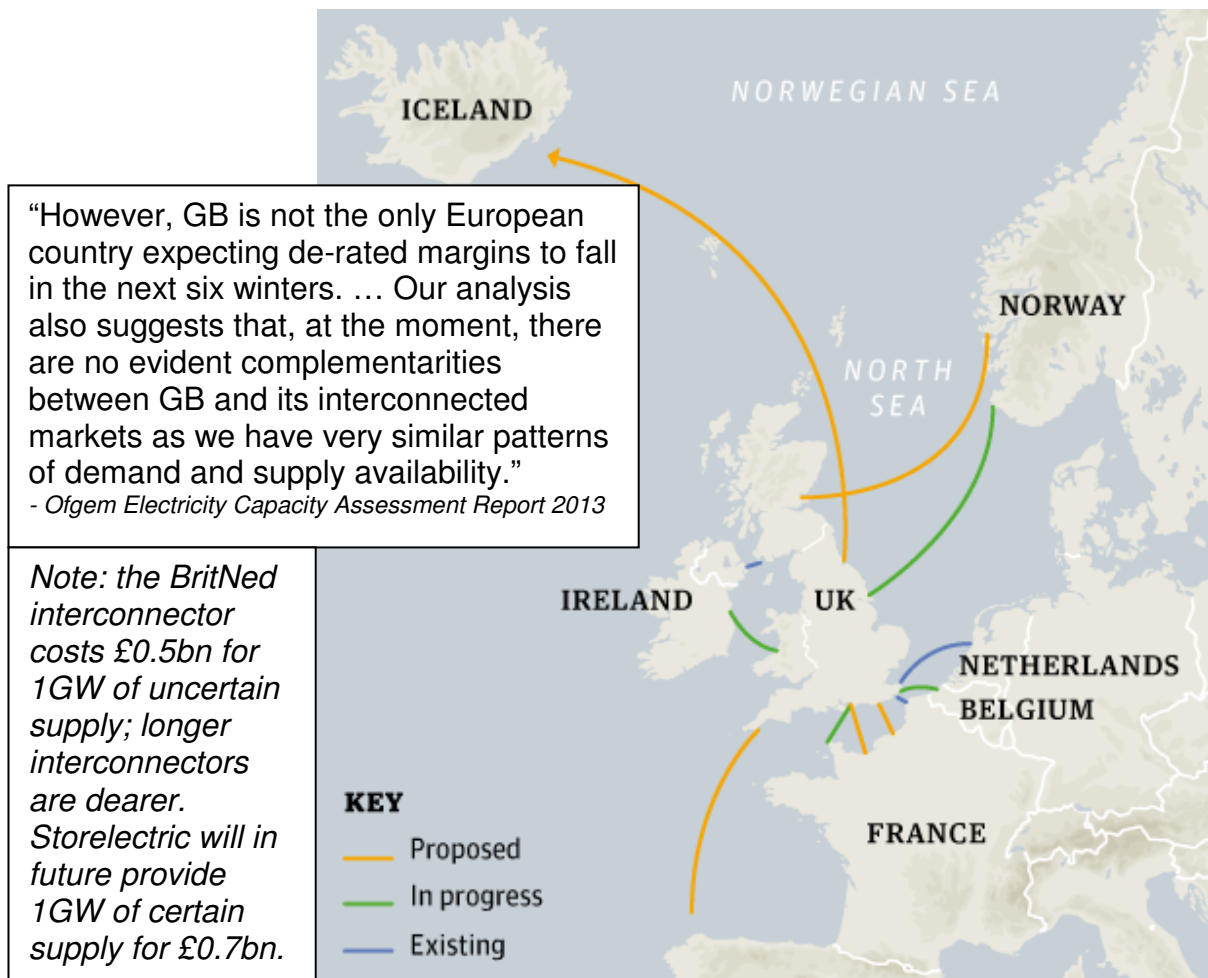 ICELAND
NORWEGIAN SEA
“However, GB is not the only European
country expecting de-rated margins to fall
in the next six winters. … Our analysis
also suggests that, at the moment, there
are no evident complementarities
between GB and its interconnected
markets as we have very similar patterns
of demand and supply availability.”
- Ofgem Electricity Capacity Assessment Report 2013
NORWAY
NORTH
SEA
Note: the BritNed
interconnector
costs £0.5bn for
1GW of uncertain
supply; longer
interconnectors
are dearer.
Storelectric will in
future provide
1GW of certain
supply for £0.7bn.
IRELAND
UK
NETHERLANDS
BELGIUM
FRANCE
KEY
Proposed
In progress
Existing